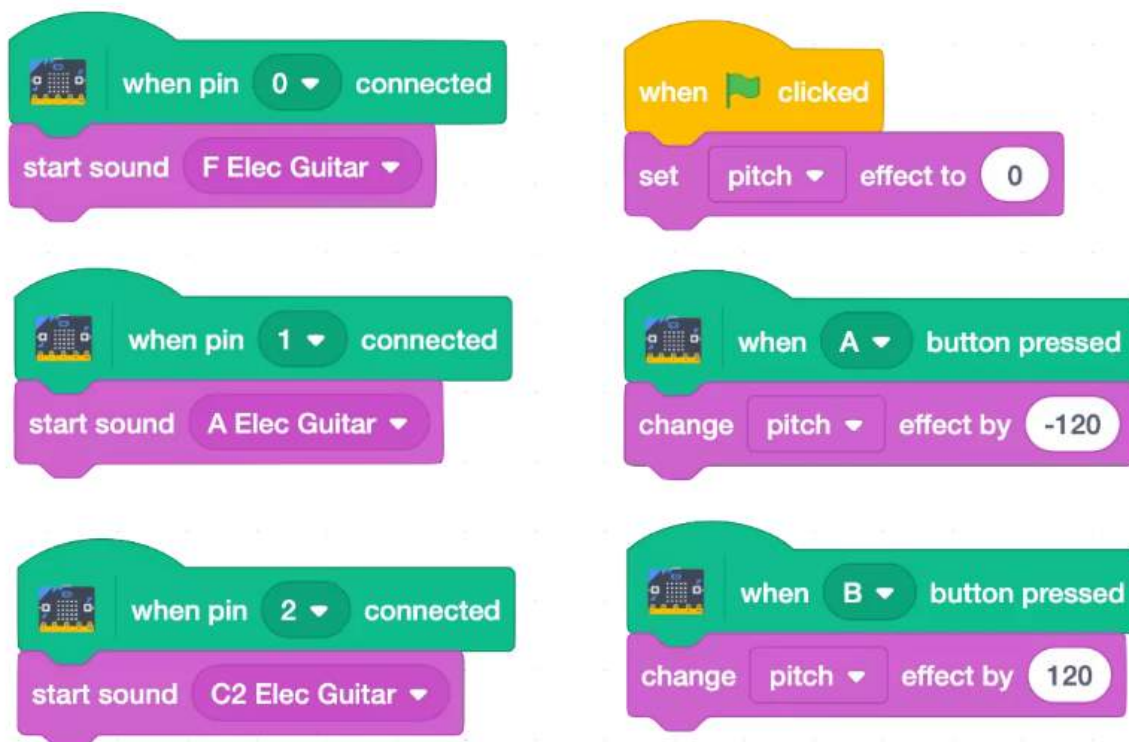 when pin 0 connected
start sound F Elec Guitar
when clicked
set pitch effect to 0
when pin 1 connected
start sound A Elec Guitar
when A button pressed
change pitch effect by -120
when pin 2 connected
start sound C2 Elec Guitar
when B button pressed
change pitch effect by 120